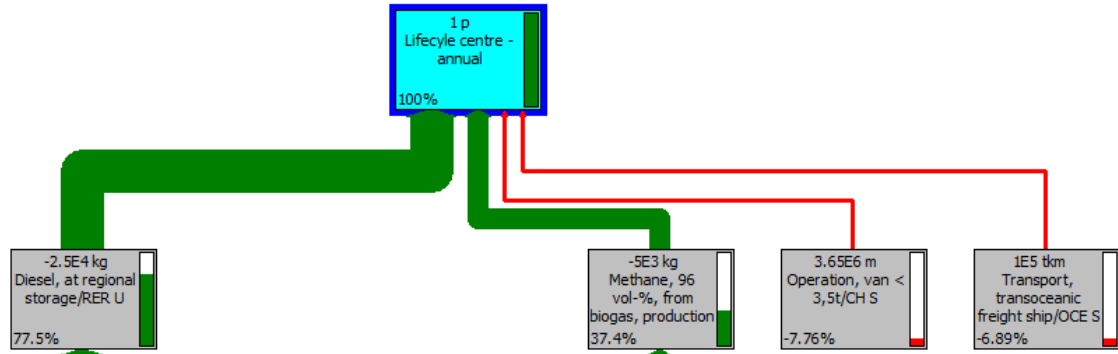 1 p
Lifecyle centre -
annual
100%
-2.5E4 kg
Diesel, at regional
storage/RER U
77.5%
-5E3 kg
Methane, 96
vol-%, from
biogas, production
37.4%
3.65E6 m
Operation, van <
3,5t/CH S
-7.76%
1E5 tkm
Transport,
transoceanic
freight ship/OCE S
-6.89%